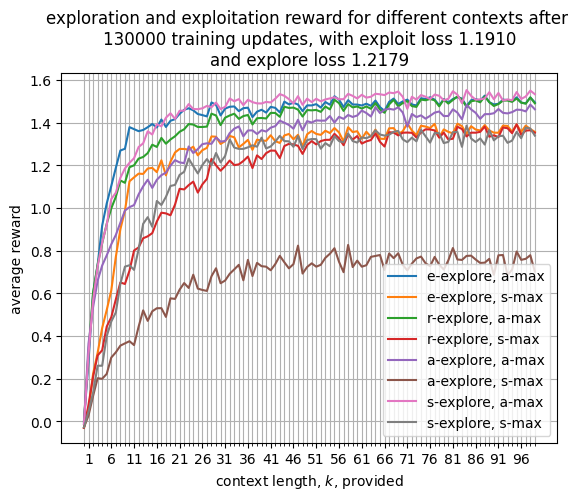 exploration and exploitation reward for different contexts after
130000 training updates, with exploit loss 1.1910
and explore loss 1.2179
1.6
1.4
1.2
1.0
0.8
0.6
0.4
0.2
0.0
average reward
e-explore, a-max
e-explore, s-max
r-explore, a-max
r-explore, s-max
a-explore, a-max
a-explore, s-max
s-explore, a-max
s-explore, s-max
1 6 11 16 21 26 31 36 41 46 51 56 61 66 71 76 81 86 91 96
context length, k, provided